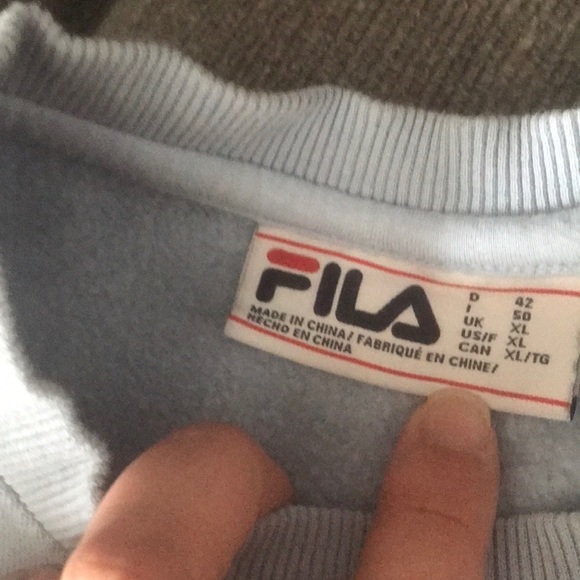 FILA
D 42
I 50
UK XL
US/F XL
CAN XL/TG
MADE IN CHINA/ FABRIQUÉ EN CHINE/
HECHO EN CHINA